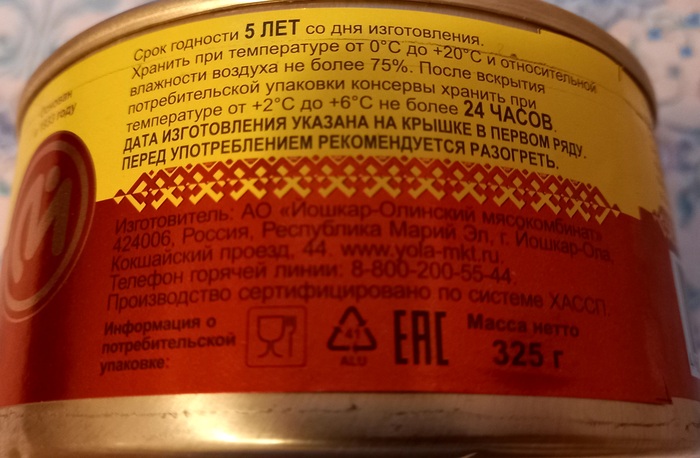 Срок годности 5 ЛЕТ со дня изготовления.
Хранить при температуре от 0°С до +20°С и относительной
влажности воздуха не более 75%. После вскрытия
потребительской упаковки консервы хранить при
температуре от +2°С до +6°С не более 24 ЧАСОВ.
ДАТА ИЗГОТОВЛЕНИЯ УКАЗАНА НА КРЫШКЕ В ПЕРВОМ РЯДУ.
ПЕРЕД УПОТРЕБЛЕНИЕМ РЕКОМЕНДУЕТСЯ РАЗОГРЕТЬ.
году
Изготовитель: АО «Йошкар-Олинский мясокомбинат»
424006, Россия, Республика Марий Эл, г. Йошкар-Ола,
Кокшайский проезд, 44. www.yola-mkt.ru.
Телефон горячей линии: 8-800-200-55-44.
Производство сертифицировано по системе ХАССП.
Информация о
потребительской
упаковке:
41
ALU
EAC
Масса нетто
325 г